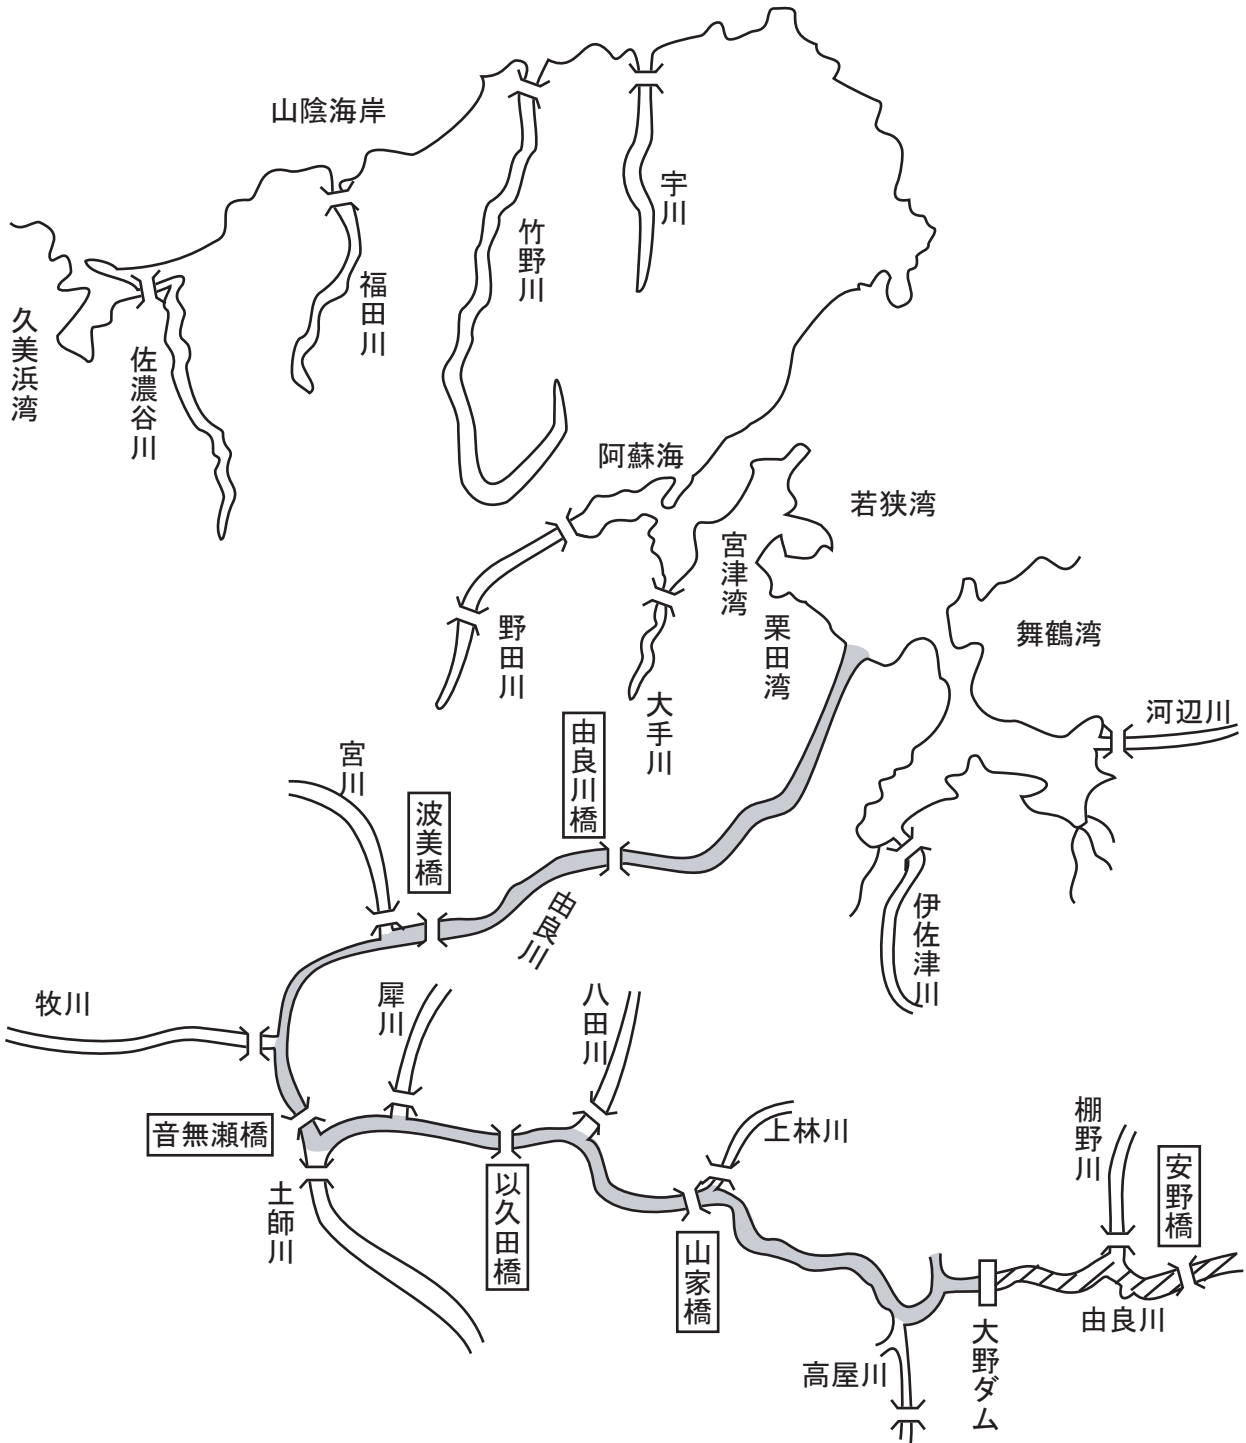 山陰海岸
宇川
竹野川
福田川
久美浜湾
佐濃谷川
阿蘇海
若狭湾
宮津湾
栗田湾
野田川
大手川
舞鶴湾
河辺川
由良川橋
宮川
波美橋
由良川
伊佐津川
牧川
犀川
八田川
音無瀬橋
土師川
以久田橋
上林川
山家橋
棚野川
安野橋
由良川
大野ダム
高屋川